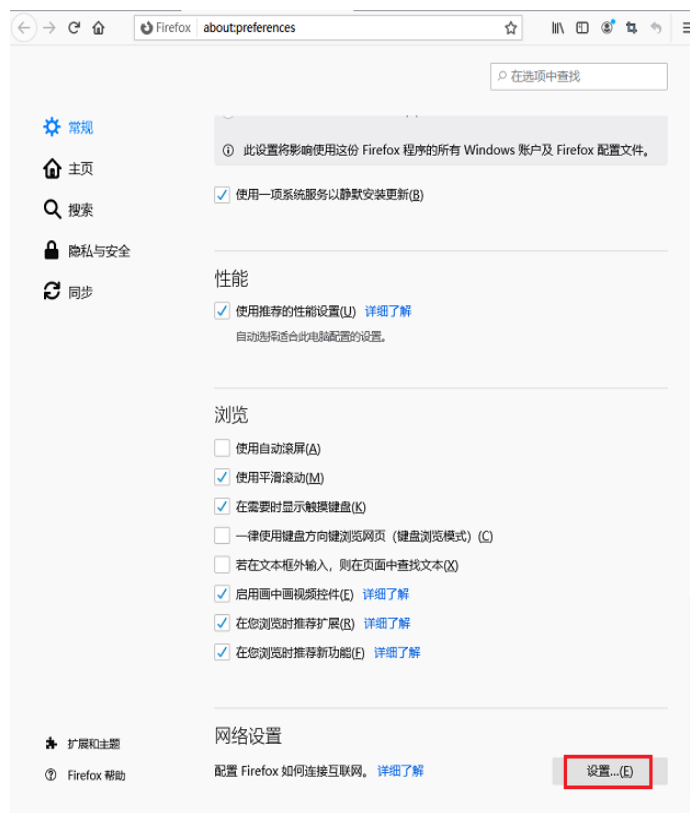 Firefox about:preferences
在选项中查找
常规
主页
搜索
隐私与安全
同步
此设置将影响使用这份 Firefox 程序的所有 Windows 账户及 Firefox 配置文件。
使用一项系统服务以静默安装更新(B)
性能
使用推荐的性能设置(U) 详细了解
自动选择适合此电脑配置的设置。
浏览
使用自动滚屏(A)
使用平滑滚动(M)
在需要时显示触摸键盘(K)
一律使用键盘方向键浏览网页（键盘浏览模式）(C)
若在文本框外输入，则在页面中查找文本(X)
启用画中画视频控件(E) 详细了解
在您浏览时推荐扩展(R) 详细了解
在您浏览时推荐新功能(F) 详细了解
网络设置
配置 Firefox 如何连接互联网。 详细了解
设置...(E)
扩展和主题
Firefox 帮助